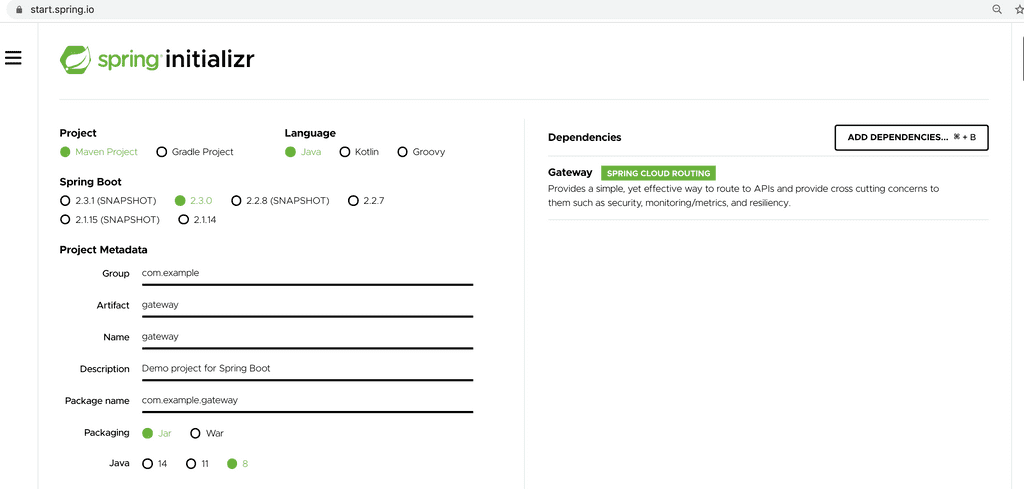 start.spring.io
spring initializr
Project
Maven Project Gradle Project
Language
Java Kotlin Groovy
Spring Boot
2.3.1 (SNAPSHOT) 2.3.0 2.2.8 (SNAPSHOT) 2.2.7
2.1.15 (SNAPSHOT) 2.1.14
Project Metadata
Group com.example
Artifact gateway
Name gateway
Description Demo project for Spring Boot
Package name com.example.gateway
Packaging Jar War
Java 14 11 8
Dependencies
ADD DEPENDENCIES... ⌘ + B
Gateway SPRING CLOUD ROUTING
Provides a simple, yet effective way to route to APIs and provide cross cutting concerns to
them such as security, monitoring/metrics, and resiliency.